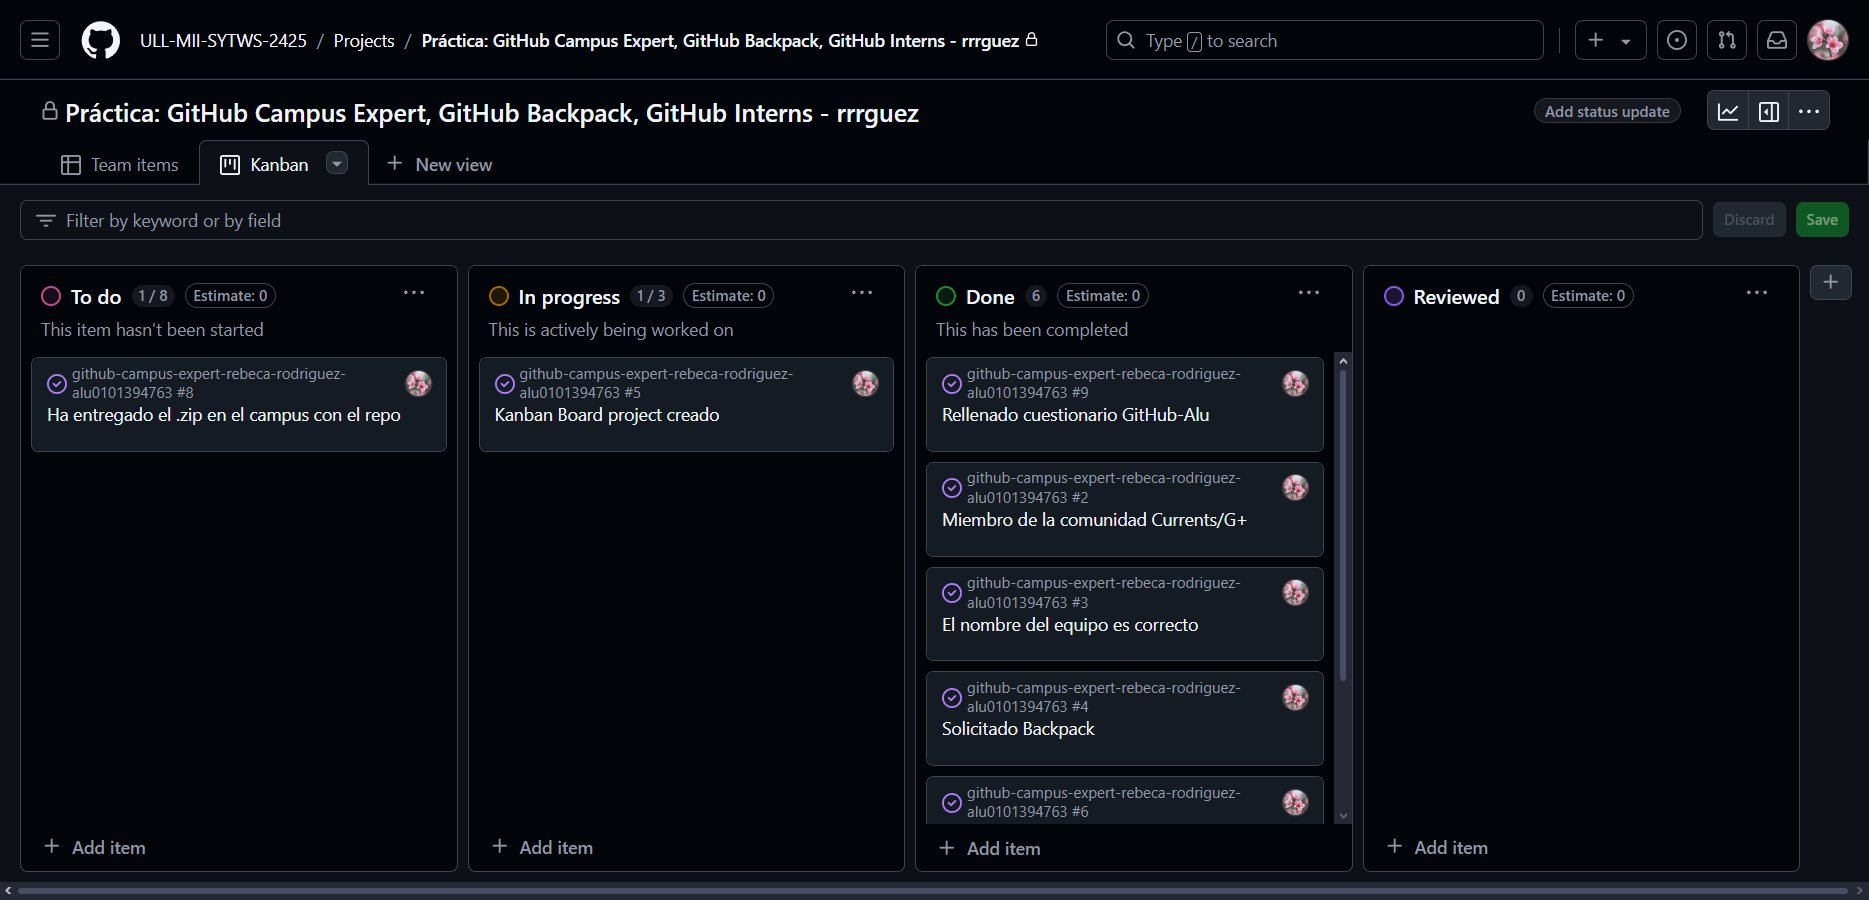 ULL-MII-SYTWS-2425 / Projects / Práctica: GitHub Campus Expert, GitHub Backpack, GitHub Interns - rrrguez
Type / to search
Práctica: GitHub Campus Expert, GitHub Backpack, GitHub Interns - rrrguez
Add status update
Team items
Kanban
New view
Filter by keyword or by field
Discard
Save
To do 1 / 8 Estimate: 0
This item hasn't been started
github-campus-expert-rebeca-rodriguez-
alu0101394763 #8
Ha entregado el .zip en el campus con el repo
Add item
In progress 1 / 3 Estimate: 0
This is actively being worked on
github-campus-expert-rebeca-rodriguez-
alu0101394763 #5
Kanban Board project creado
Add item
Done 6 Estimate: 0
This has been completed
github-campus-expert-rebeca-rodriguez-
alu0101394763 #9
Rellenado cuestionario GitHub-Alu
github-campus-expert-rebeca-rodriguez-
alu0101394763 #2
Miembro de la comunidad Currents/G+
github-campus-expert-rebeca-rodriguez-
alu0101394763 #3
El nombre del equipo es correcto
github-campus-expert-rebeca-rodriguez-
alu0101394763 #4
Solicitado Backpack
github-campus-expert-rebeca-rodriguez-
alu0101394763 #6
Add item
Reviewed 0 Estimate: 0
Add item